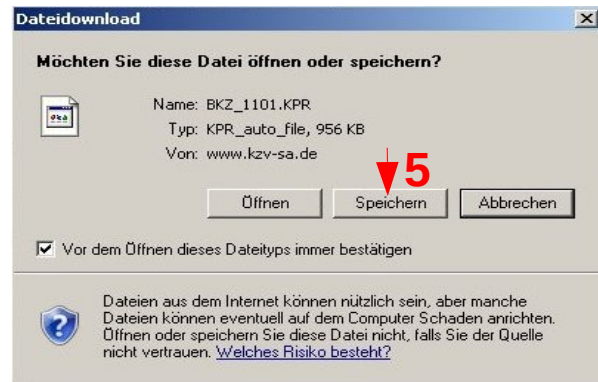 Dateidownload
Möchten Sie diese Datei öffnen oder speichern?
Name: BKZ_1101.KPR
Typ: KPR_auto_file, 956 KB
Von: www.kzv-sa.de
5
Öffnen Speichern Abbrechen
Vor dem Öffnen dieses Dateityps immer bestätigen
Dateien aus dem Internet können nützlich sein, aber manche
Dateien können eventuell auf dem Computer Schaden anrichten.
Öffnen oder speichern Sie diese Datei nicht, falls Sie der Quelle
nicht vertrauen. Welches Risiko besteht?